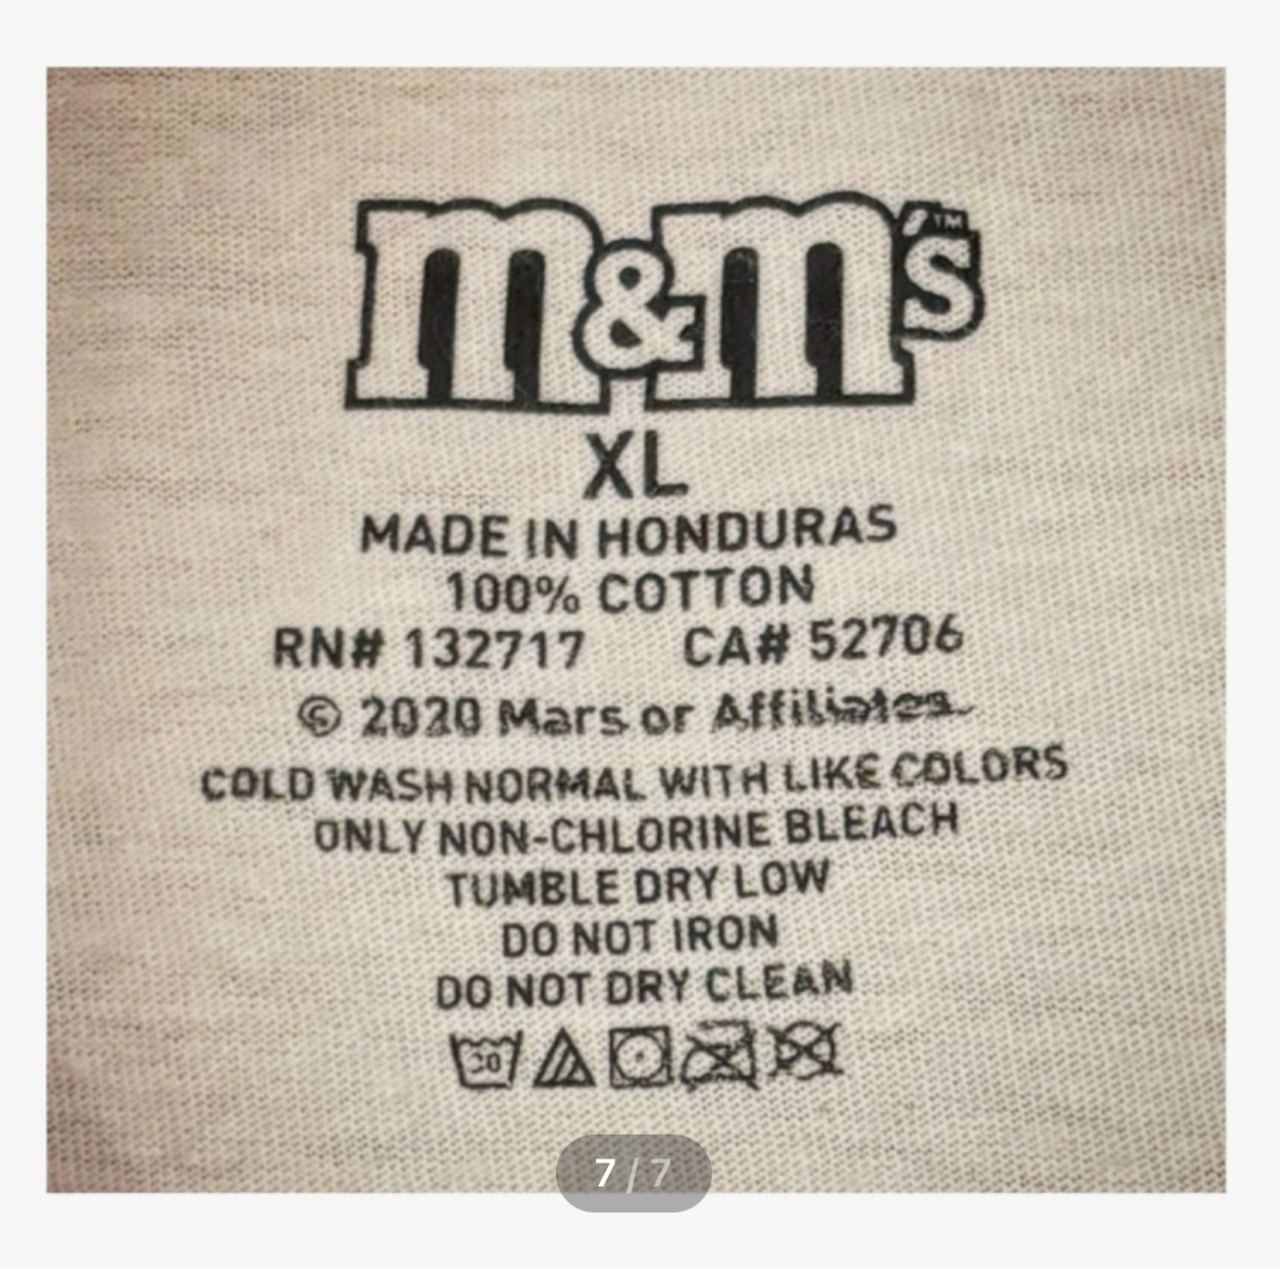 m&m's™
XL
MADE IN HONDURAS
100% COTTON
RN# 132717 CA# 52706
© 2020 Mars or Affiliates.
COLD WASH NORMAL WITH LIKE COLORS
ONLY NON-CHLORINE BLEACH
TUMBLE DRY LOW
DO NOT IRON
DO NOT DRY CLEAN
30
7 / 7